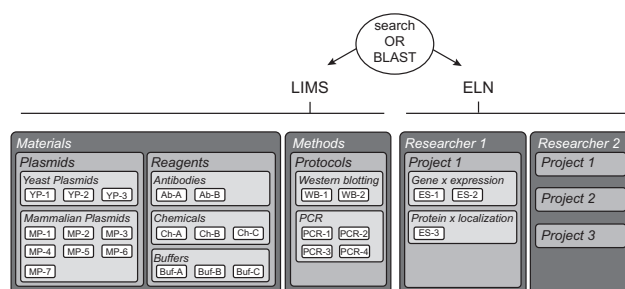 search
OR
BLAST
LIMS
ELN
Materials
Plasmids
Yeast Plasmids
YP-1 YP-2 YP-3
Mammalian Plasmids
MP-1 MP-2 MP-3
MP-4 MP-5 MP-6
MP-7
Reagents
Antibodies
Ab-A Ab-B
Chemicals
Ch-A Ch-B Ch-C
Buffers
Buf-A Buf-B Buf-C
Methods
Protocols
Western blotting
WB-1 WB-2
PCR
PCR-1 PCR-2
PCR-3 PCR-4
Researcher 1
Project 1
Gene x expression
ES-1 ES-2
Protein x localization
ES-3
Researcher 2
Project 1
Project 2
Project 3